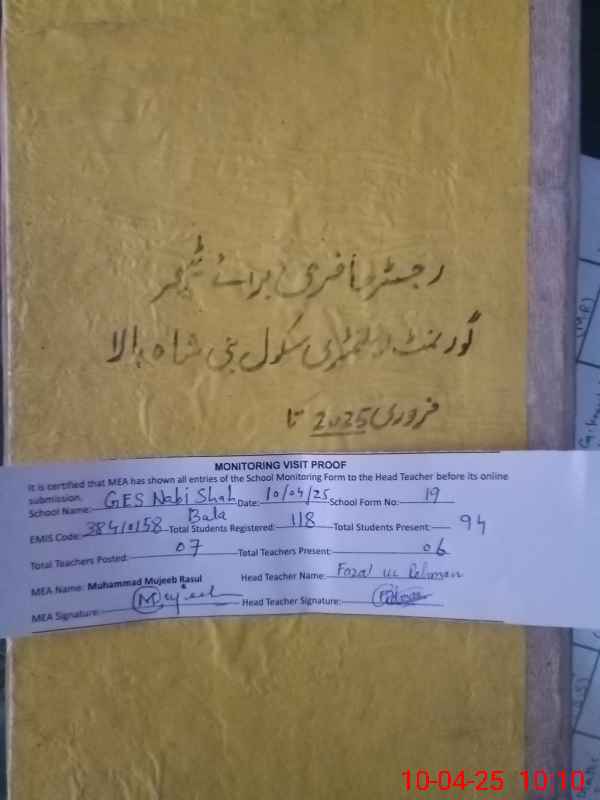 رجسٹر حاضری برائے ٹیچر
گورنمنٹ ایلیمنٹری سکول نبی شاہ بالا
فروری 2025 تا
MONITORING VISIT PROOF
It is certified that MEA has shown all entries of the School Monitoring Form to the Head Teacher before its online
submission.
School Name: GES Nabi Shah Bala Date: 10/04/25 School Form No: 19
EMIS Code: 38410158 Total Students Registered: 118 Total Students Present: 94
Total Teachers Posted: 07 Total Teachers Present: 06
MEA Name: Muhammad Mujeeb Rasul Head Teacher Name: Fazal ur Rehman
MEA Signature: Mujeeb Head Teacher Signature:
10-04-25 10:10